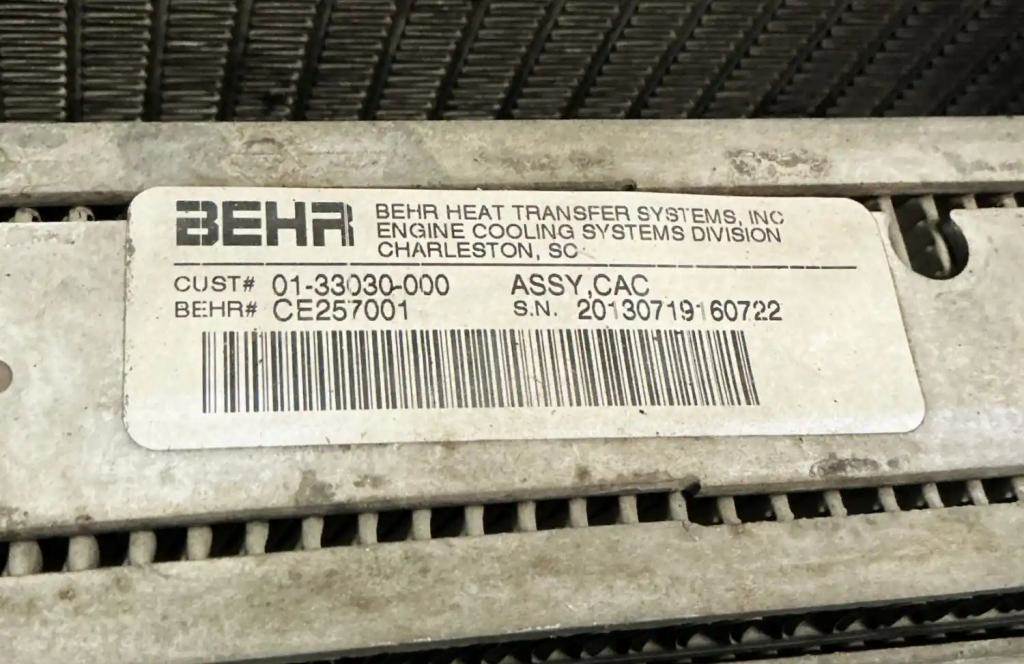 BEHR
BEHR HEAT TRANSFER SYSTEMS, INC
ENGINE COOLING SYSTEMS DIVISION
CHARLESTON, SC
CUST# 01-33030-000 ASSY,CAC
BEHR# CE257001 S.N. 20130719160722